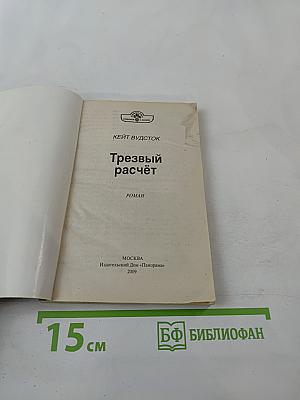 КЕЙТ ВУДСТОК
Трезвый
расчёт
РОМАН
МОСКВА
Издательский Дом «Панорама»
2009
15 см
БФ БИБЛИОФАН